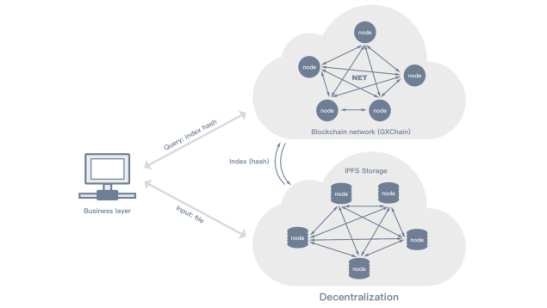 node
node
node
NET
node
node
Blockchain network (GXChain)
Query: index hash
Index (hash)
IPFS Storage
node
node
Business layer
Input: file
node
node
node
Decentralization